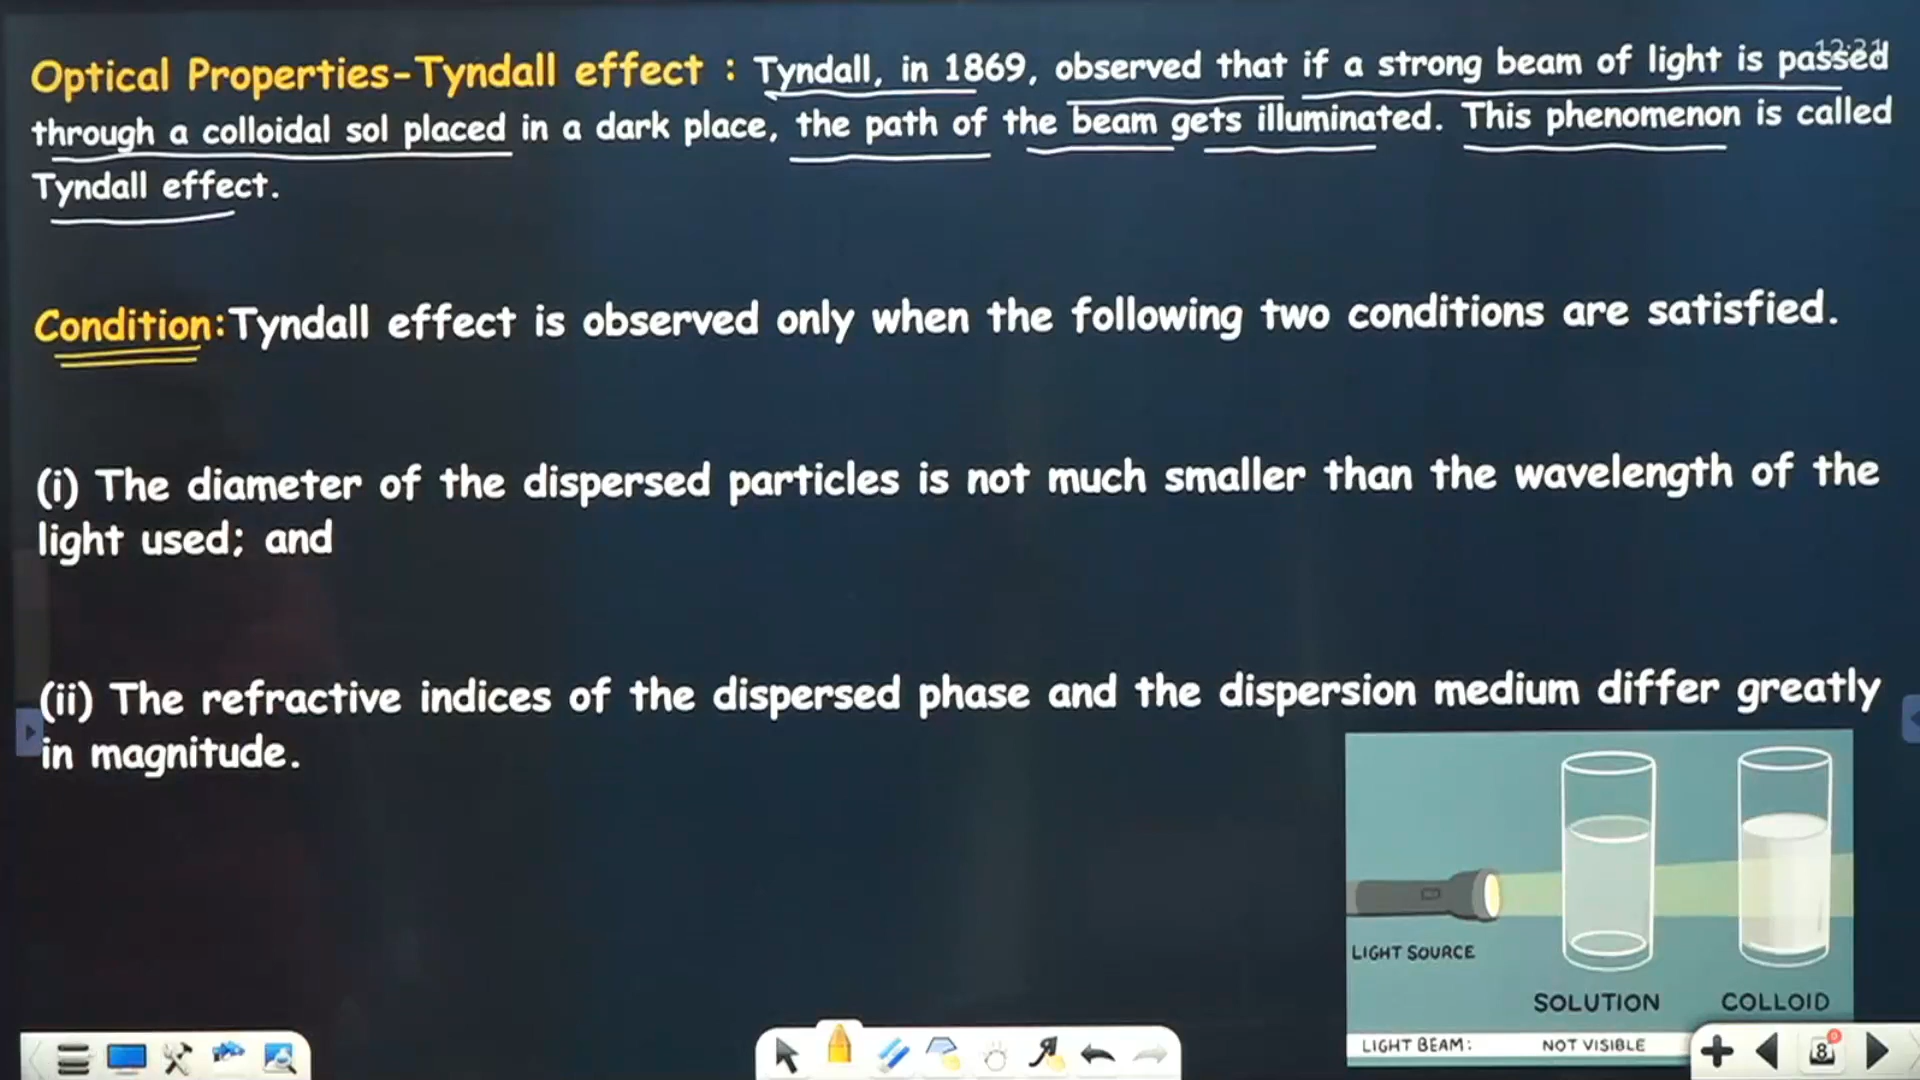 Optical Properties-Tyndall effect : Tyndall, in 1869, observed that if a strong beam of light is passed
12:21
through a colloidal sol placed in a dark place, the path of the beam gets illuminated. This phenomenon is called
Tyndall effect.
Condition: Tyndall effect is observed only when the following two conditions are satisfied.
(i) The diameter of the dispersed particles is not much smaller than the wavelength of the
light used; and
(ii) The refractive indices of the dispersed phase and the dispersion medium differ greatly
in magnitude.
LIGHT SOURCE
SOLUTION COLLOID
LIGHT BEAM: NOT VISIBLE
8